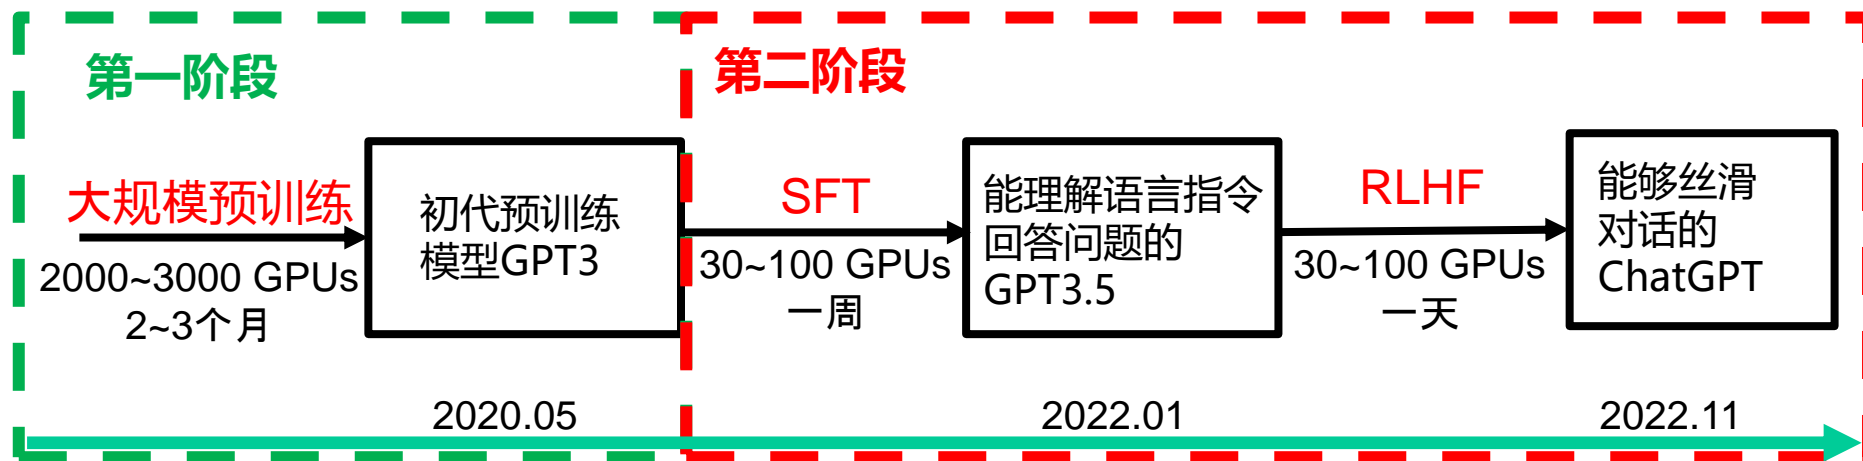 第一阶段
第二阶段
大规模预训练
2000~3000 GPUs
2~3个月
初代预训练
模型GPT3
SFT
30~100 GPUs
一周
能理解语言指令
回答问题的
GPT3.5
RLHF
30~100 GPUs
一天
能够丝滑
对话的
ChatGPT
2020.05
2022.01
2022.11